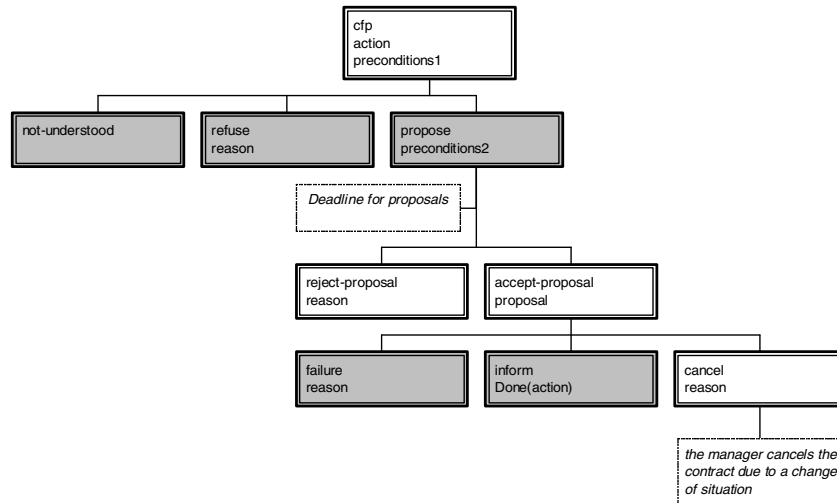 cfp
action
preconditions1
not-understood
refuse
reason
propose
preconditions2
Deadline for proposals
reject-proposal
reason
accept-proposal
proposal
failure
reason
inform
Done(action)
cancel
reason
the manager cancels the
contract due to a change
of situation